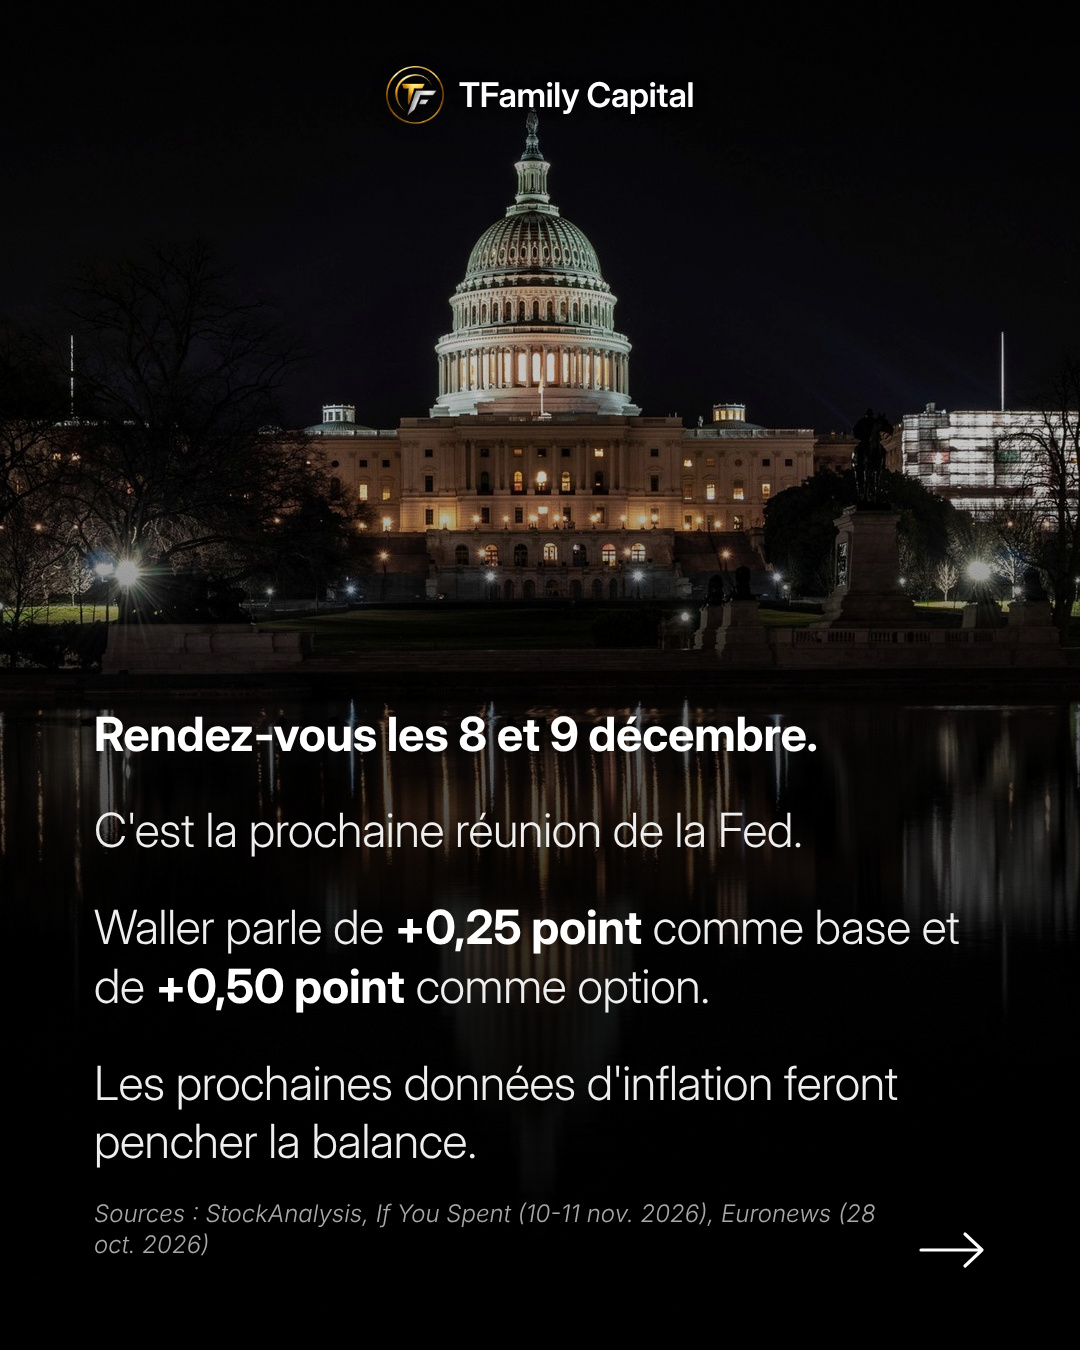 TFamily Capital
Rendez-vous les 8 et 9 décembre.
C'est la prochaine réunion de la Fed.
Waller parle de +0,25 point comme base et
de +0,50 point comme option.
Les prochaines données d'inflation feront
pencher la balance.
Sources : StockAnalysis, If You Spent (10-11 nov. 2026), Euronews (28
oct. 2026)